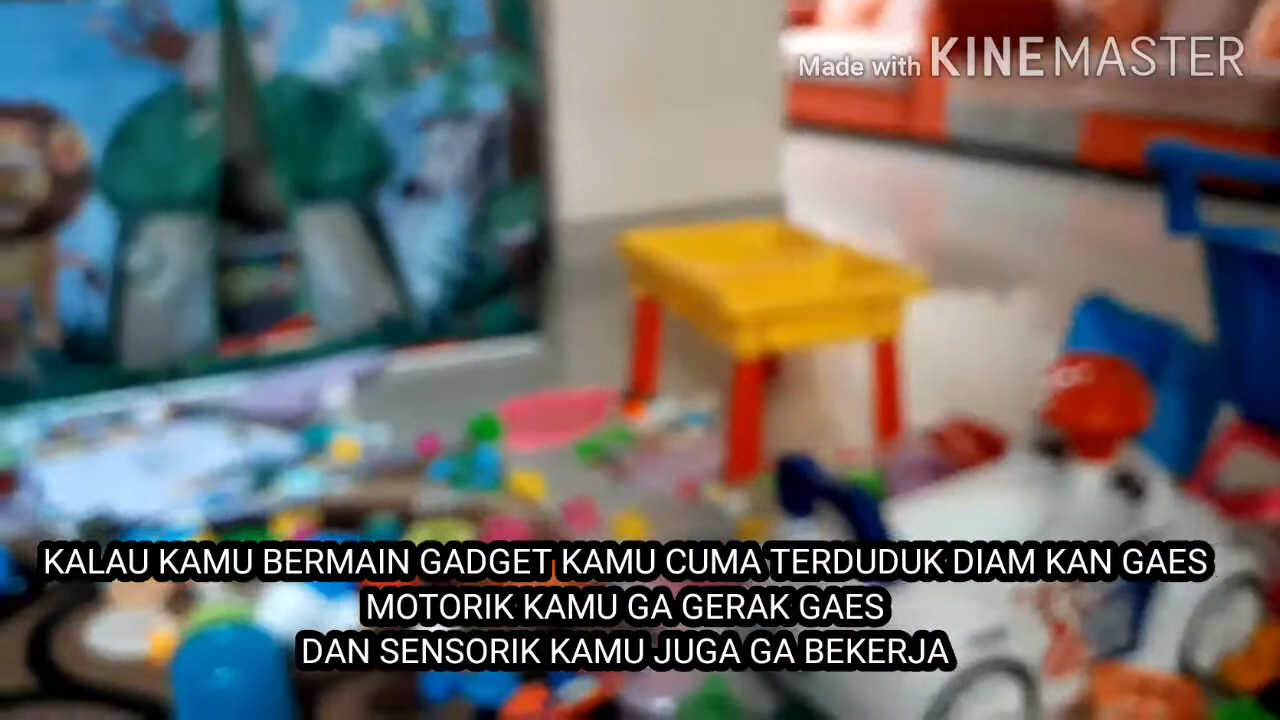 Made with KINEMASTER
KALAU KAMU BERMAIN GADGET KAMU CUMA TERDUDUK DIAM KAN GAES
MOTORIK KAMU GA GERAK GAES
DAN SENSORIK KAMU JUGA GA BEKERJA